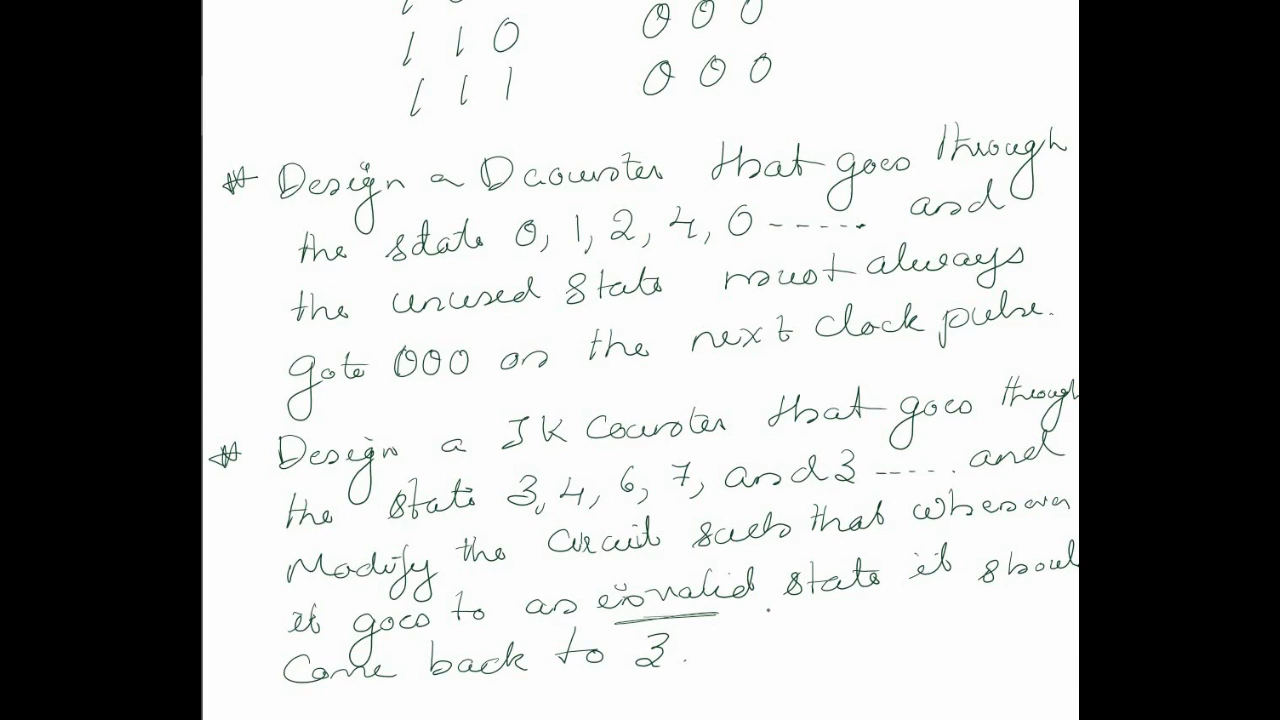 1 1 0 0 0 0
1 1 1 0 0 0
* Design a D counter that goes through
the state 0, 1, 2, 4, 0 ----- and
the unused state must always
goto 000 on the next clock pulse.
* Design a JK Counter that goes through
the state 3, 4, 6, 7, and 3 ----- and
Modify the circuit such that whenever
it goes to an invalid state it should
Come back to 3.